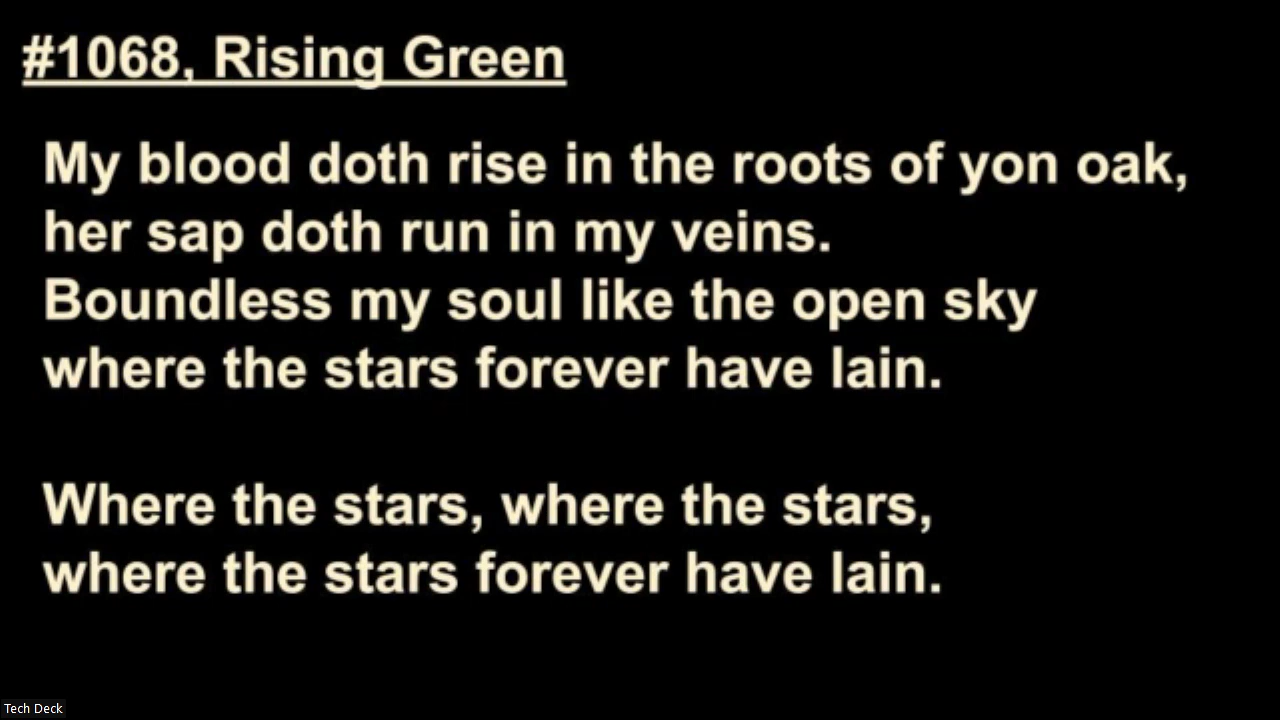 #1068, Rising Green
My blood doth rise in the roots of yon oak,
her sap doth run in my veins.
Boundless my soul like the open sky
where the stars forever have lain.
Where the stars, where the stars,
where the stars forever have lain.
Tech Deck